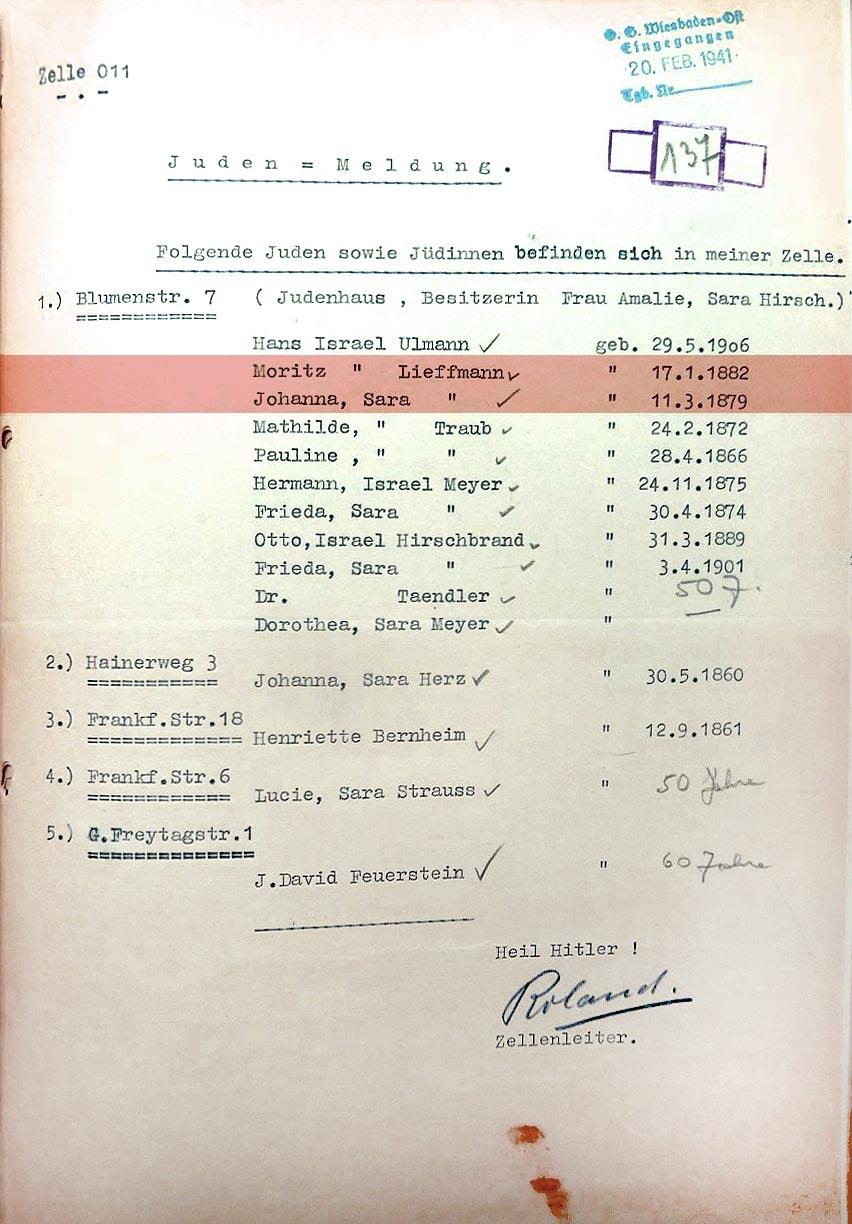 O. G. Wiesbaden-Ost
Eingegangen
20. FEB. 1941
Tgb. Nr.
Zelle 011
- . -
137
Juden = Meldung.
Folgende Juden sowie Jüdinnen befinden sich in meiner Zelle.
1.) Blumenstr. 7 ( Judenhaus , Besitzerin Frau Amalie, Sara Hirsch.)
Hans Israel Ulmann ✓ geb. 29.5.19o6
Moritz " Lieffmann ✓ " 17.1.1882
Johanna, Sara " ✓ " 11.3.1879
Mathilde, " Traub ✓ " 24.2.1872
Pauline , " " ✓ " 28.4.1866
Hermann, Israel Meyer ✓ " 24.11.1875
Frieda, Sara " ✓ " 30.4.1874
Otto,Israel Hirschbrand ✓ " 31.3.1889
Frieda, Sara " ✓ " 3.4.1901
Dr. Taendler ✓ " 50 J.
Dorothea, Sara Meyer ✓ "
2.) Hainerweg 3
Johanna, Sara Herz ✓ " 30.5.1860
3.) Frankf.Str.18
Henriette Bernheim ✓ " 12.9.1861
4.) Frankf.Str.6
Lucie, Sara Strauss ✓ " 50 Jahre
5.) G.Freytagstr.1
J.David Feuerstein ✓ " 60 Jahre
Heil Hitler !
Roland.
Zellenleiter.